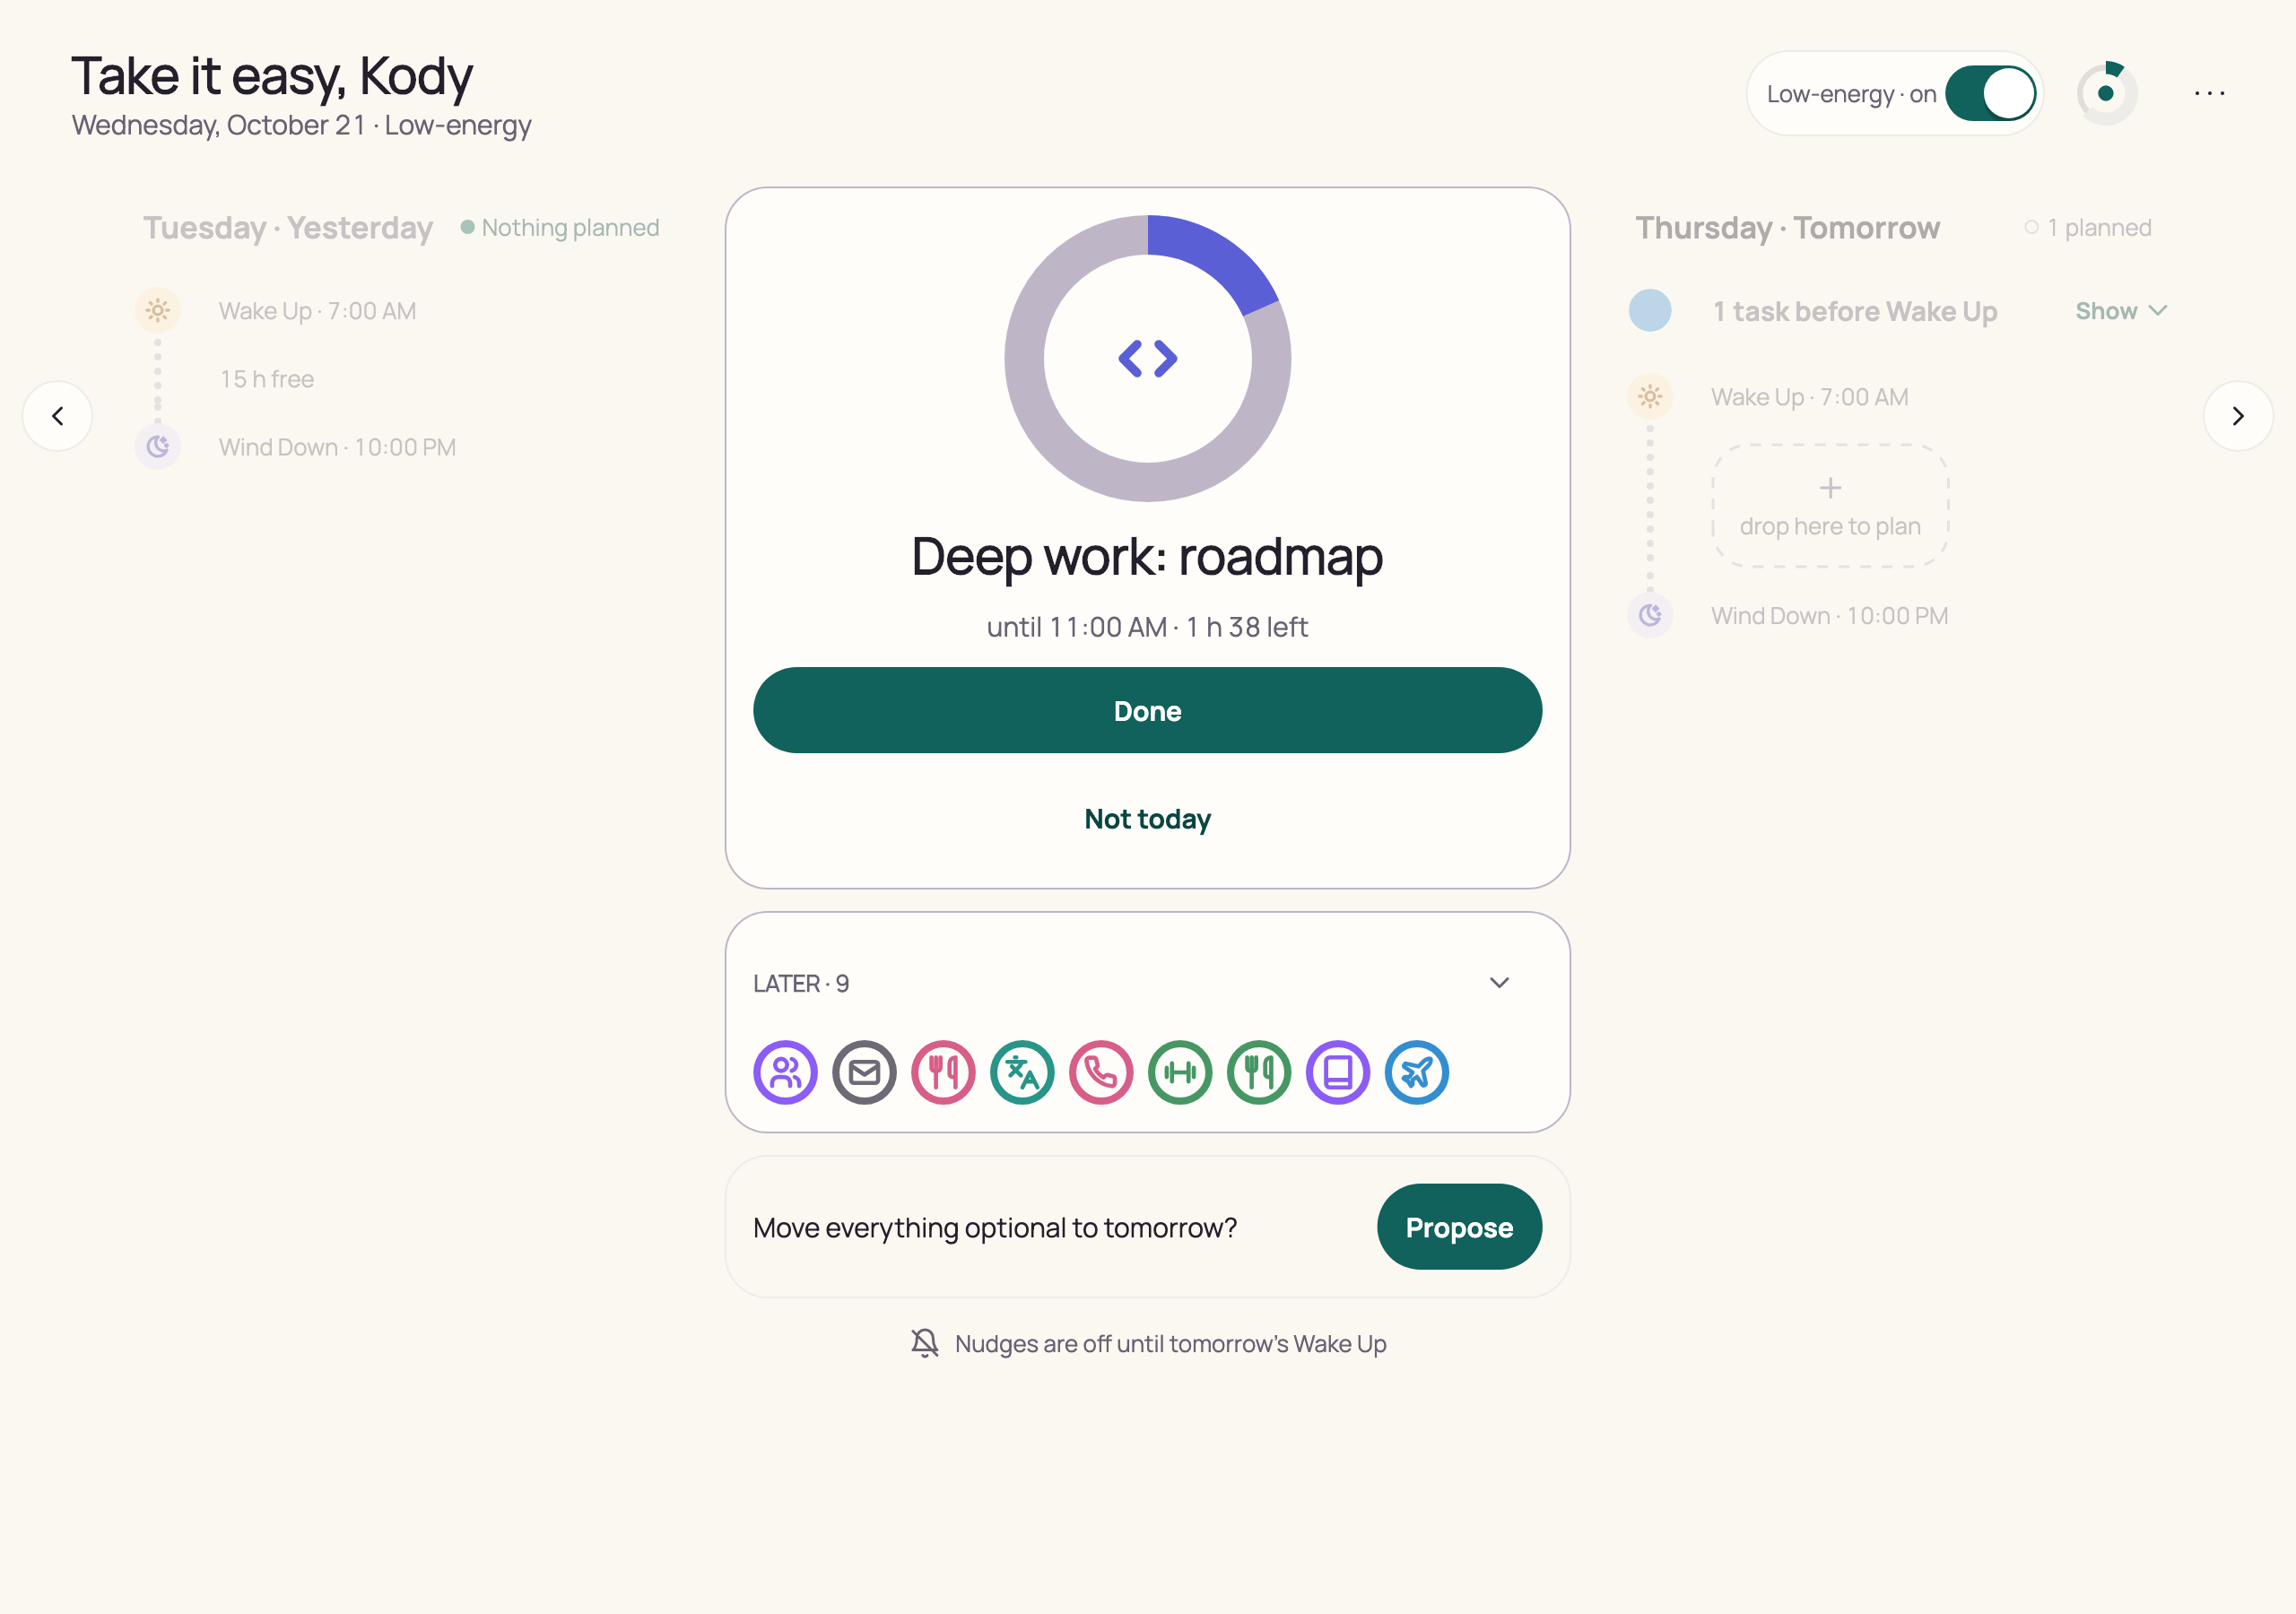 Take it easy, Kody
Wednesday, October 21 · Low-energy
Low-energy · on
Tuesday · Yesterday
Nothing planned
Wake Up · 7:00 AM
15 h free
Wind Down · 10:00 PM
Deep work: roadmap
until 11:00 AM · 1 h 38 left
Done
Not today
LATER · 9
Move everything optional to tomorrow?
Propose
Nudges are off until tomorrow's Wake Up
Thursday · Tomorrow
1 planned
1 task before Wake Up
Show
Wake Up · 7:00 AM
drop here to plan
Wind Down · 10:00 PM